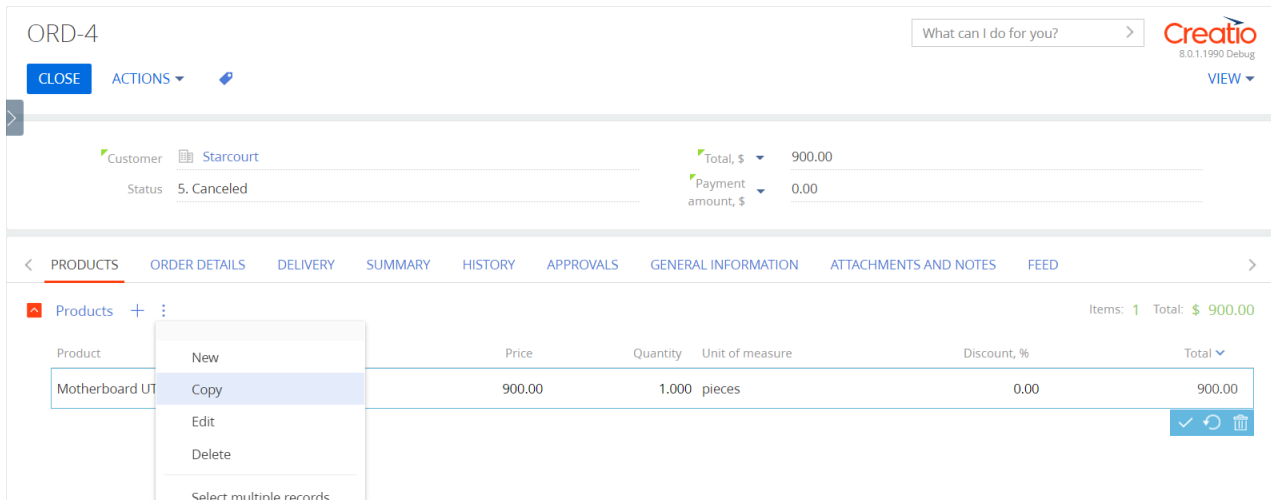 ORD-4
What can I do for you?
Creatio
8.0.1.1990 Debug
CLOSE
ACTIONS
VIEW
Customer
Starcourt
Total, $
900.00
Status
5. Canceled
Payment
amount, $
0.00
PRODUCTS
ORDER DETAILS
DELIVERY
SUMMARY
HISTORY
APPROVALS
GENERAL INFORMATION
ATTACHMENTS AND NOTES
FEED
Products
Items: 1 Total: $ 900.00
Product
Price
Quantity
Unit of measure
Discount, %
Total
Motherboard UT
900.00
1.000
pieces
0.00
900.00
New
Copy
Edit
Delete
Select multiple records